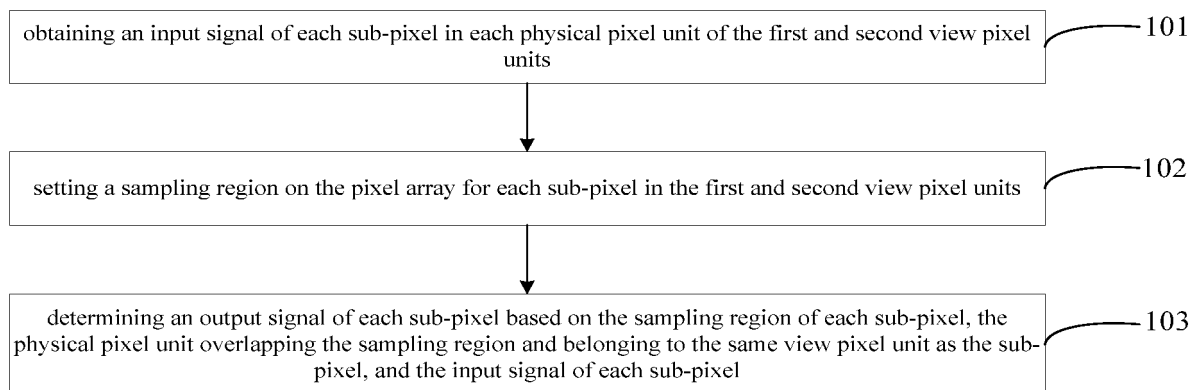 obtaining an input signal of each sub-pixel in each physical pixel unit of the first and second view pixel
units
101
setting a sampling region on the pixel array for each sub-pixel in the first and second view pixel units
102
determining an output signal of each sub-pixel based on the sampling region of each sub-pixel, the
physical pixel unit overlapping the sampling region and belonging to the same view pixel unit as the sub-
pixel, and the input signal of each sub-pixel
103